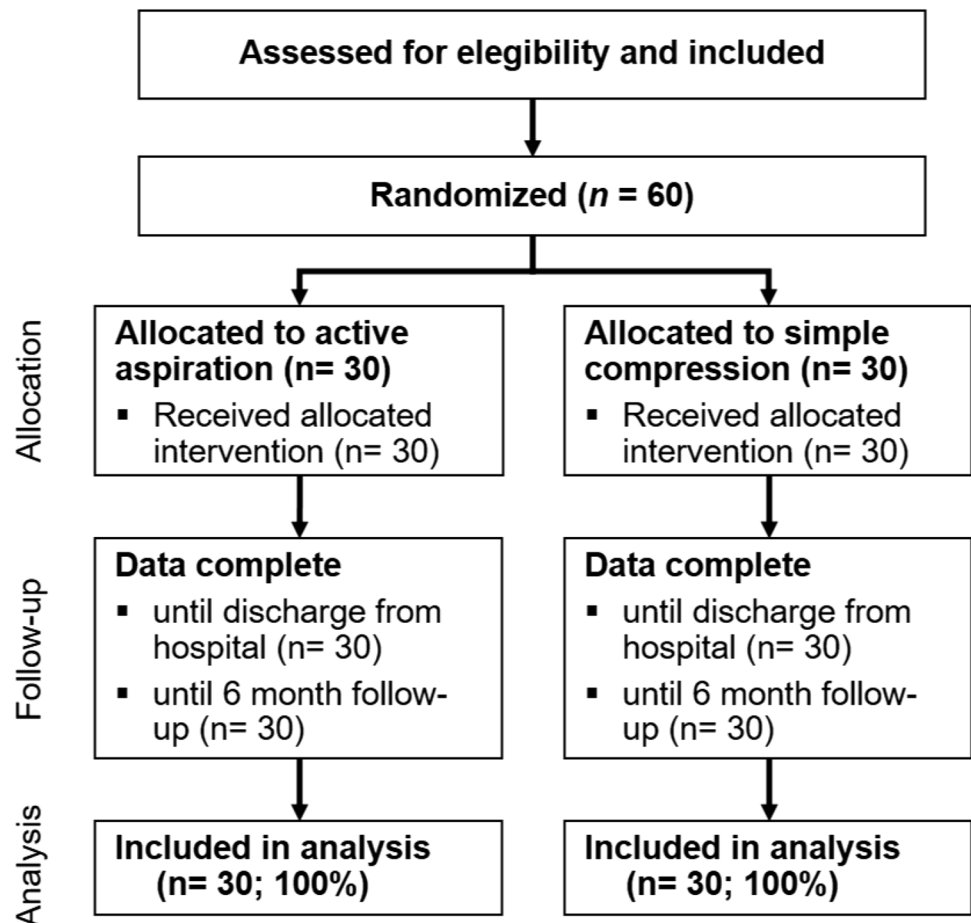 Assessed for elegibility and included
Randomized (n = 60)
Allocation
Allocated to active
aspiration (n= 30)
▪ Received allocated
intervention (n= 30)
Allocated to simple
compression (n= 30)
▪ Received allocated
intervention (n= 30)
Follow-up
Data complete
▪ until discharge from
hospital (n= 30)
▪ until 6 month follow-
up (n= 30)
Data complete
▪ until discharge from
hospital (n= 30)
▪ until 6 month follow-
up (n= 30)
Analysis
Included in analysis
(n= 30; 100%)
Included in analysis
(n= 30; 100%)